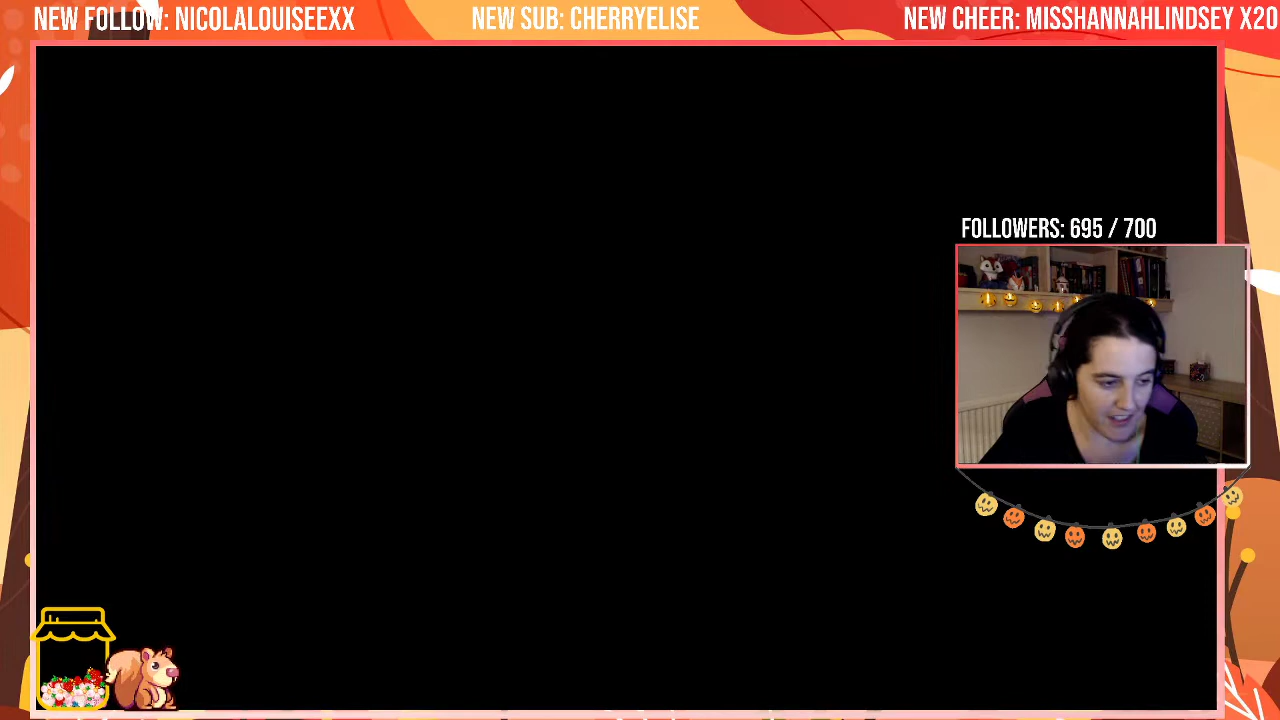 NEW FOLLOW: NICOLALOUISEEXX
NEW SUB: CHERRYELISE
NEW CHEER: MISSHANNAHLINDSEY X20
FOLLOWERS: 695 / 700